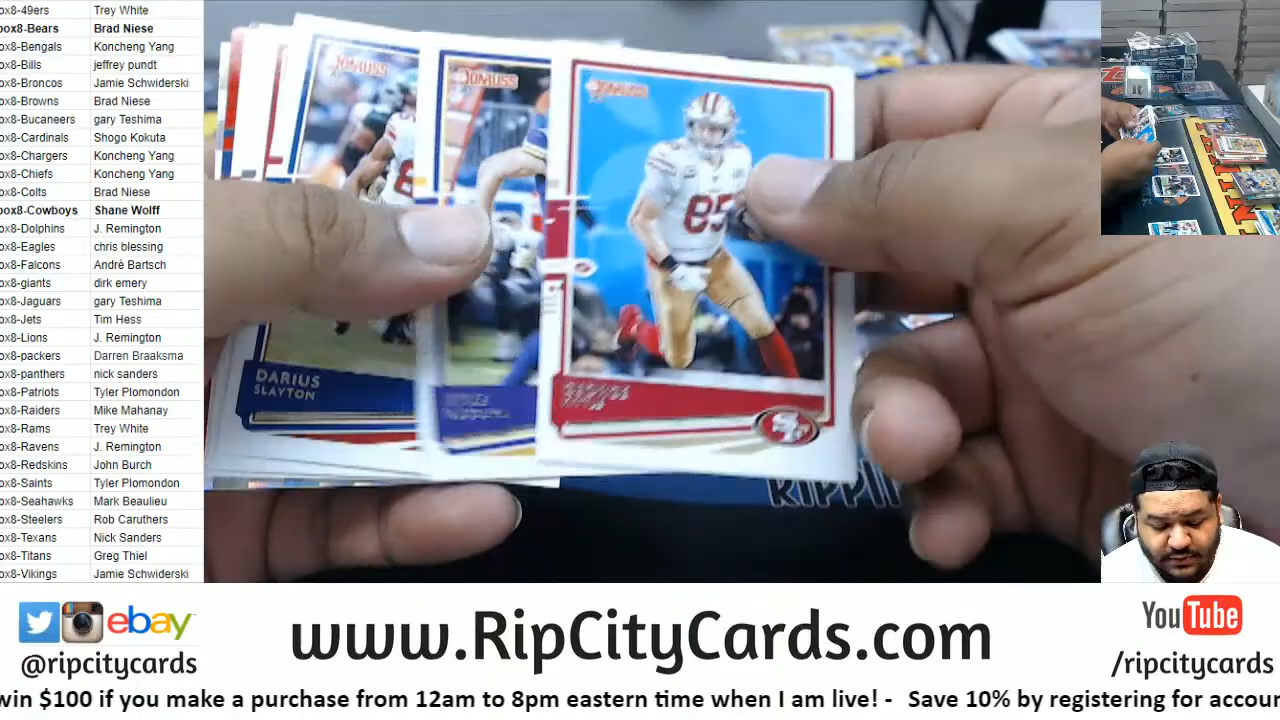 ox8-49ers Trey White
box8-Bears Brad Niese
ox8-Bengals Koncheng Yang
ox8-Bills jeffrey pundt
ox8-Broncos Jamie Schwiderski
ox8-Browns Brad Niese
ox8-Bucaneers gary Teshima
ox8-Cardinals Shogo Kokuta
ox8-Chargers Koncheng Yang
ox8-Chiefs Koncheng Yang
ox8-Colts Brad Niese
box8-Cowboys Shane Wolff
ox8-Dolphins J. Remington
ox8-Eagles chris blessing
ox8-Falcons André Bartsch
ox8-giants dirk emery
ox8-Jaguars gary Teshima
ox8-Jets Tim Hess
ox8-Lions J. Remington
ox8-packers Darren Braaksma
ox8-panthers nick sanders
ox8-Patriots Tyler Plomondon
ox8-Raiders Mike Mahanay
ox8-Rams Trey White
ox8-Ravens J. Remington
ox8-Redskins John Burch
ox8-Saints Tyler Plomondon
ox8-Seahawks Mark Beaulieu
ox8-Steelers Rob Caruthers
ox8-Texans Nick Sanders
ox8-Titans Greg Thiel
ox8-Vikings Jamie Schwiderski
DONRUSS
DONRUSS
DONRUSS
85
DARIUS
SLAYTON
SF
RIPPI
ebay
@ripcitycards
www.RipCityCards.com
YouTube
/ripcitycards
win $100 if you make a purchase from 12am to 8pm eastern time when I am live! - Save 10% by registering for accoun